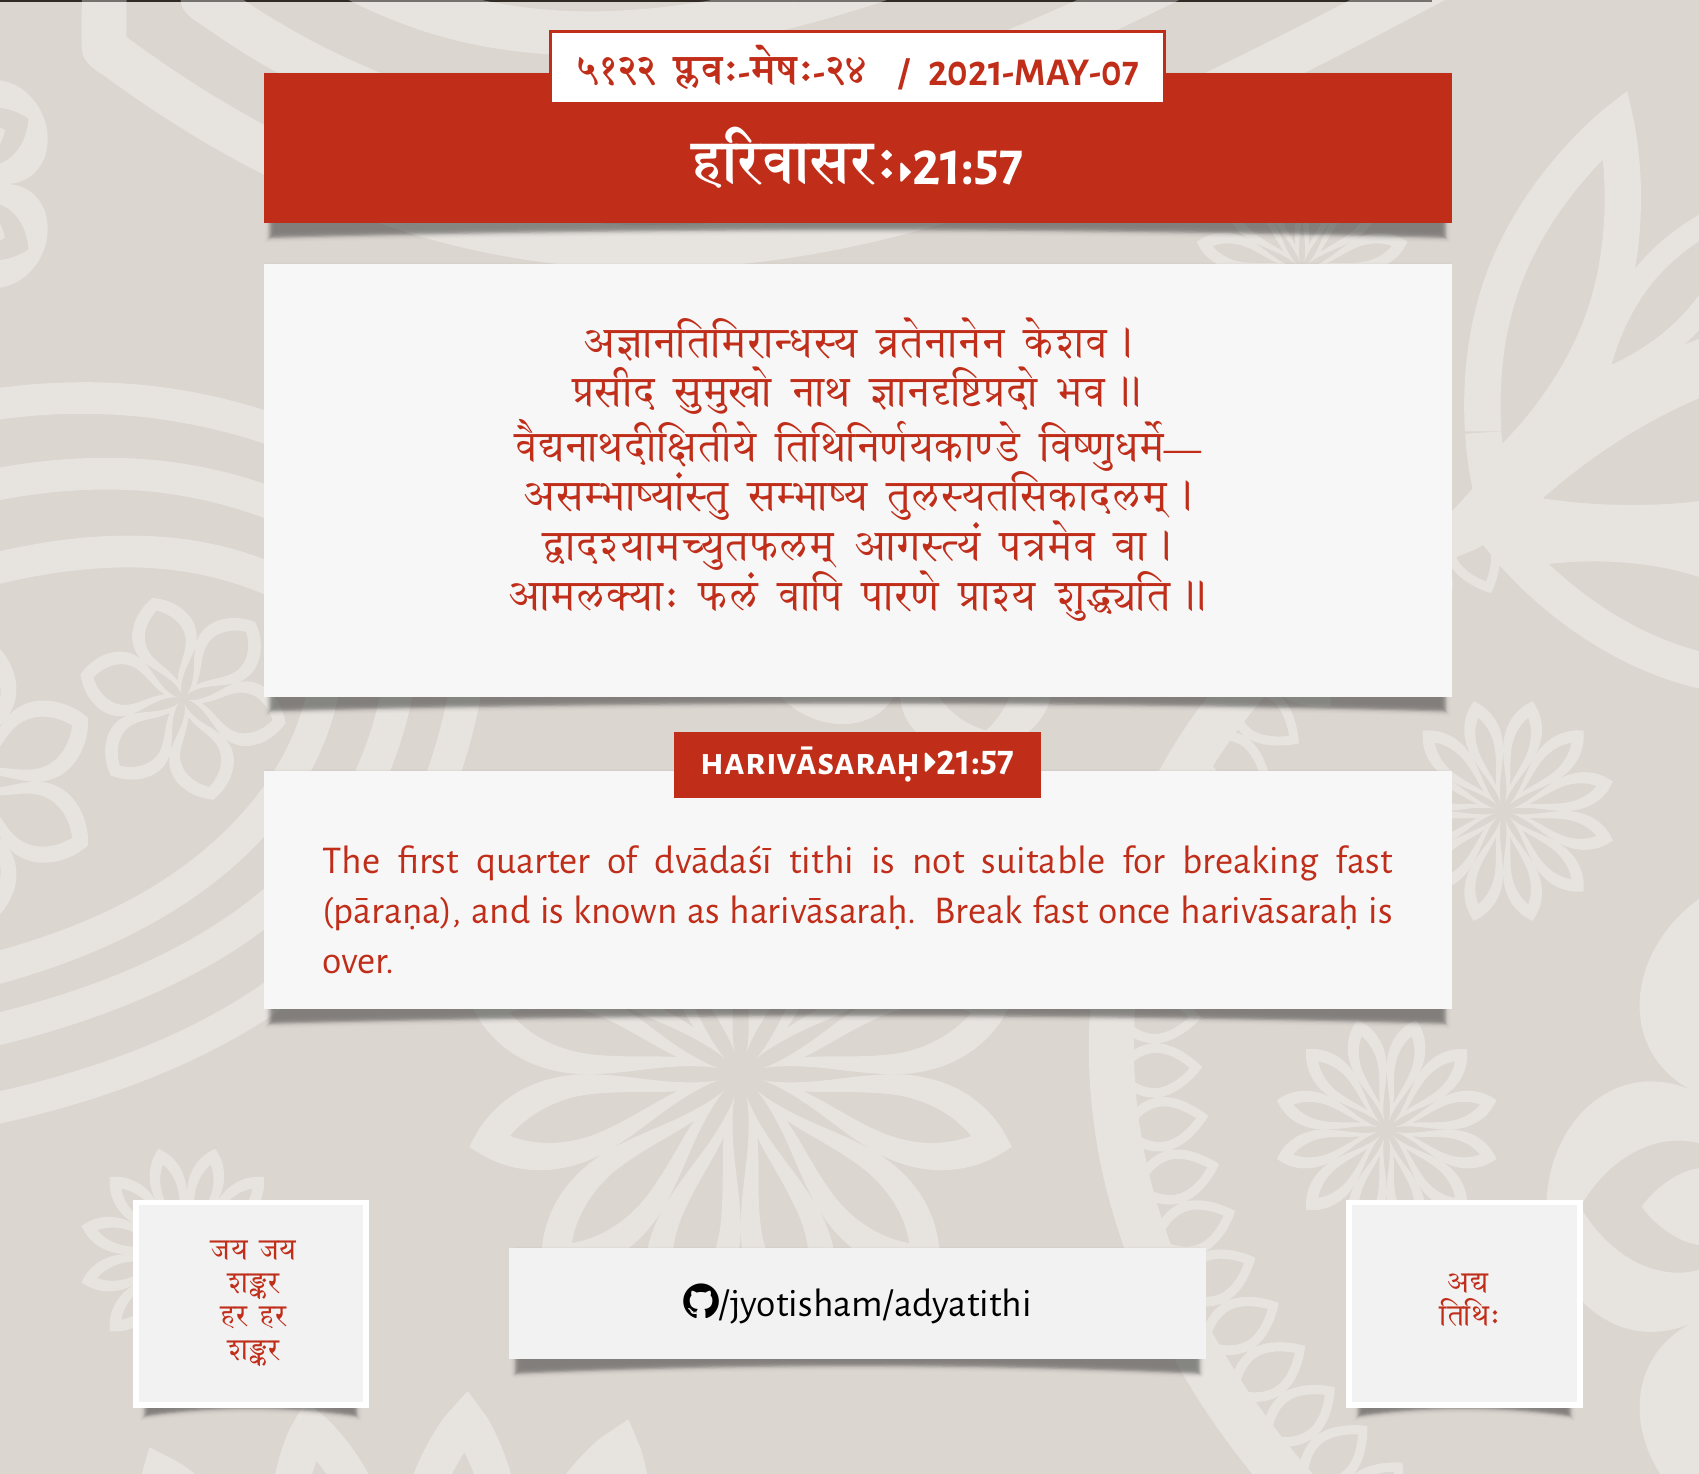 ५१२२ प्लवः-मेषः-२४ / 2021-MAY-07
हरिवासरः▸21:57
अज्ञानतिमिरान्धस्य व्रतेनानेन केशव।
प्रसीद सुमुखो नाथ ज्ञानदृष्टिप्रदो भव॥
वैद्यनाथदीक्षितीये तिथिनिर्णयकाण्डे विष्णुधर्मे—
असम्भाष्यांस्तु सम्भाष्य तुलस्यतसिकादलम्।
द्वादश्यामच्युतफलम् आगस्त्यं पत्रमेव वा।
आमलक्याः फलं वापि पारणे प्राश्य शुद्ध्यति॥
HARIVĀSARAḤ▸21:57
The first quarter of dvādaśī tithi is not suitable for breaking fast
(pāraṇa), and is known as harivāsaraḥ. Break fast once harivāsaraḥ is
over.
जय जय
शङ्कर
हर हर
शङ्कर
/jyotisham/adyatithi
अद्य
तिथिः